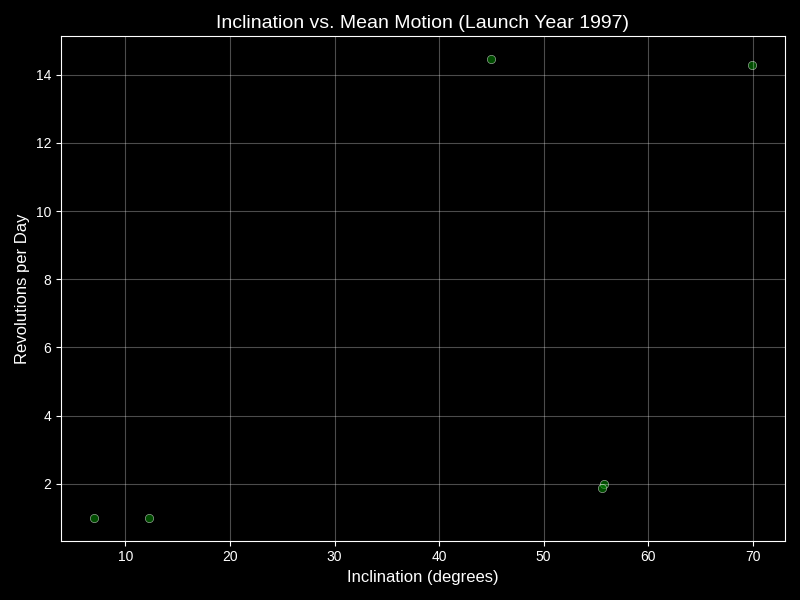 Inclination vs. Mean Motion (Launch Year 1997)
Revolutions per Day
14
12
10
8
6
4
2
10 20 30 40 50 60 70
Inclination (degrees)